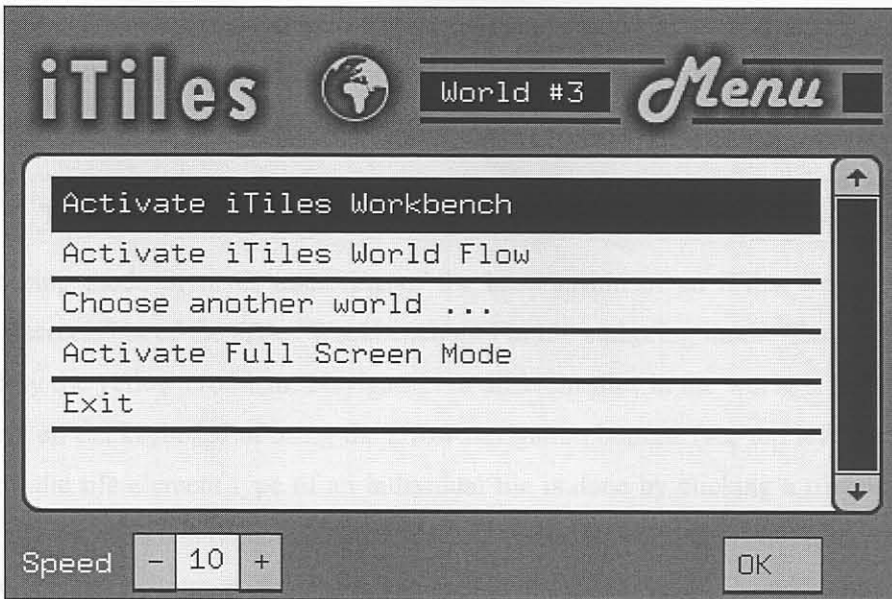 iTiles World #3 Menu
Activate iTiles Workbench
Activate iTiles World Flow
Choose another world ...
Activate Full Screen Mode
Exit
Speed - 10 + OK